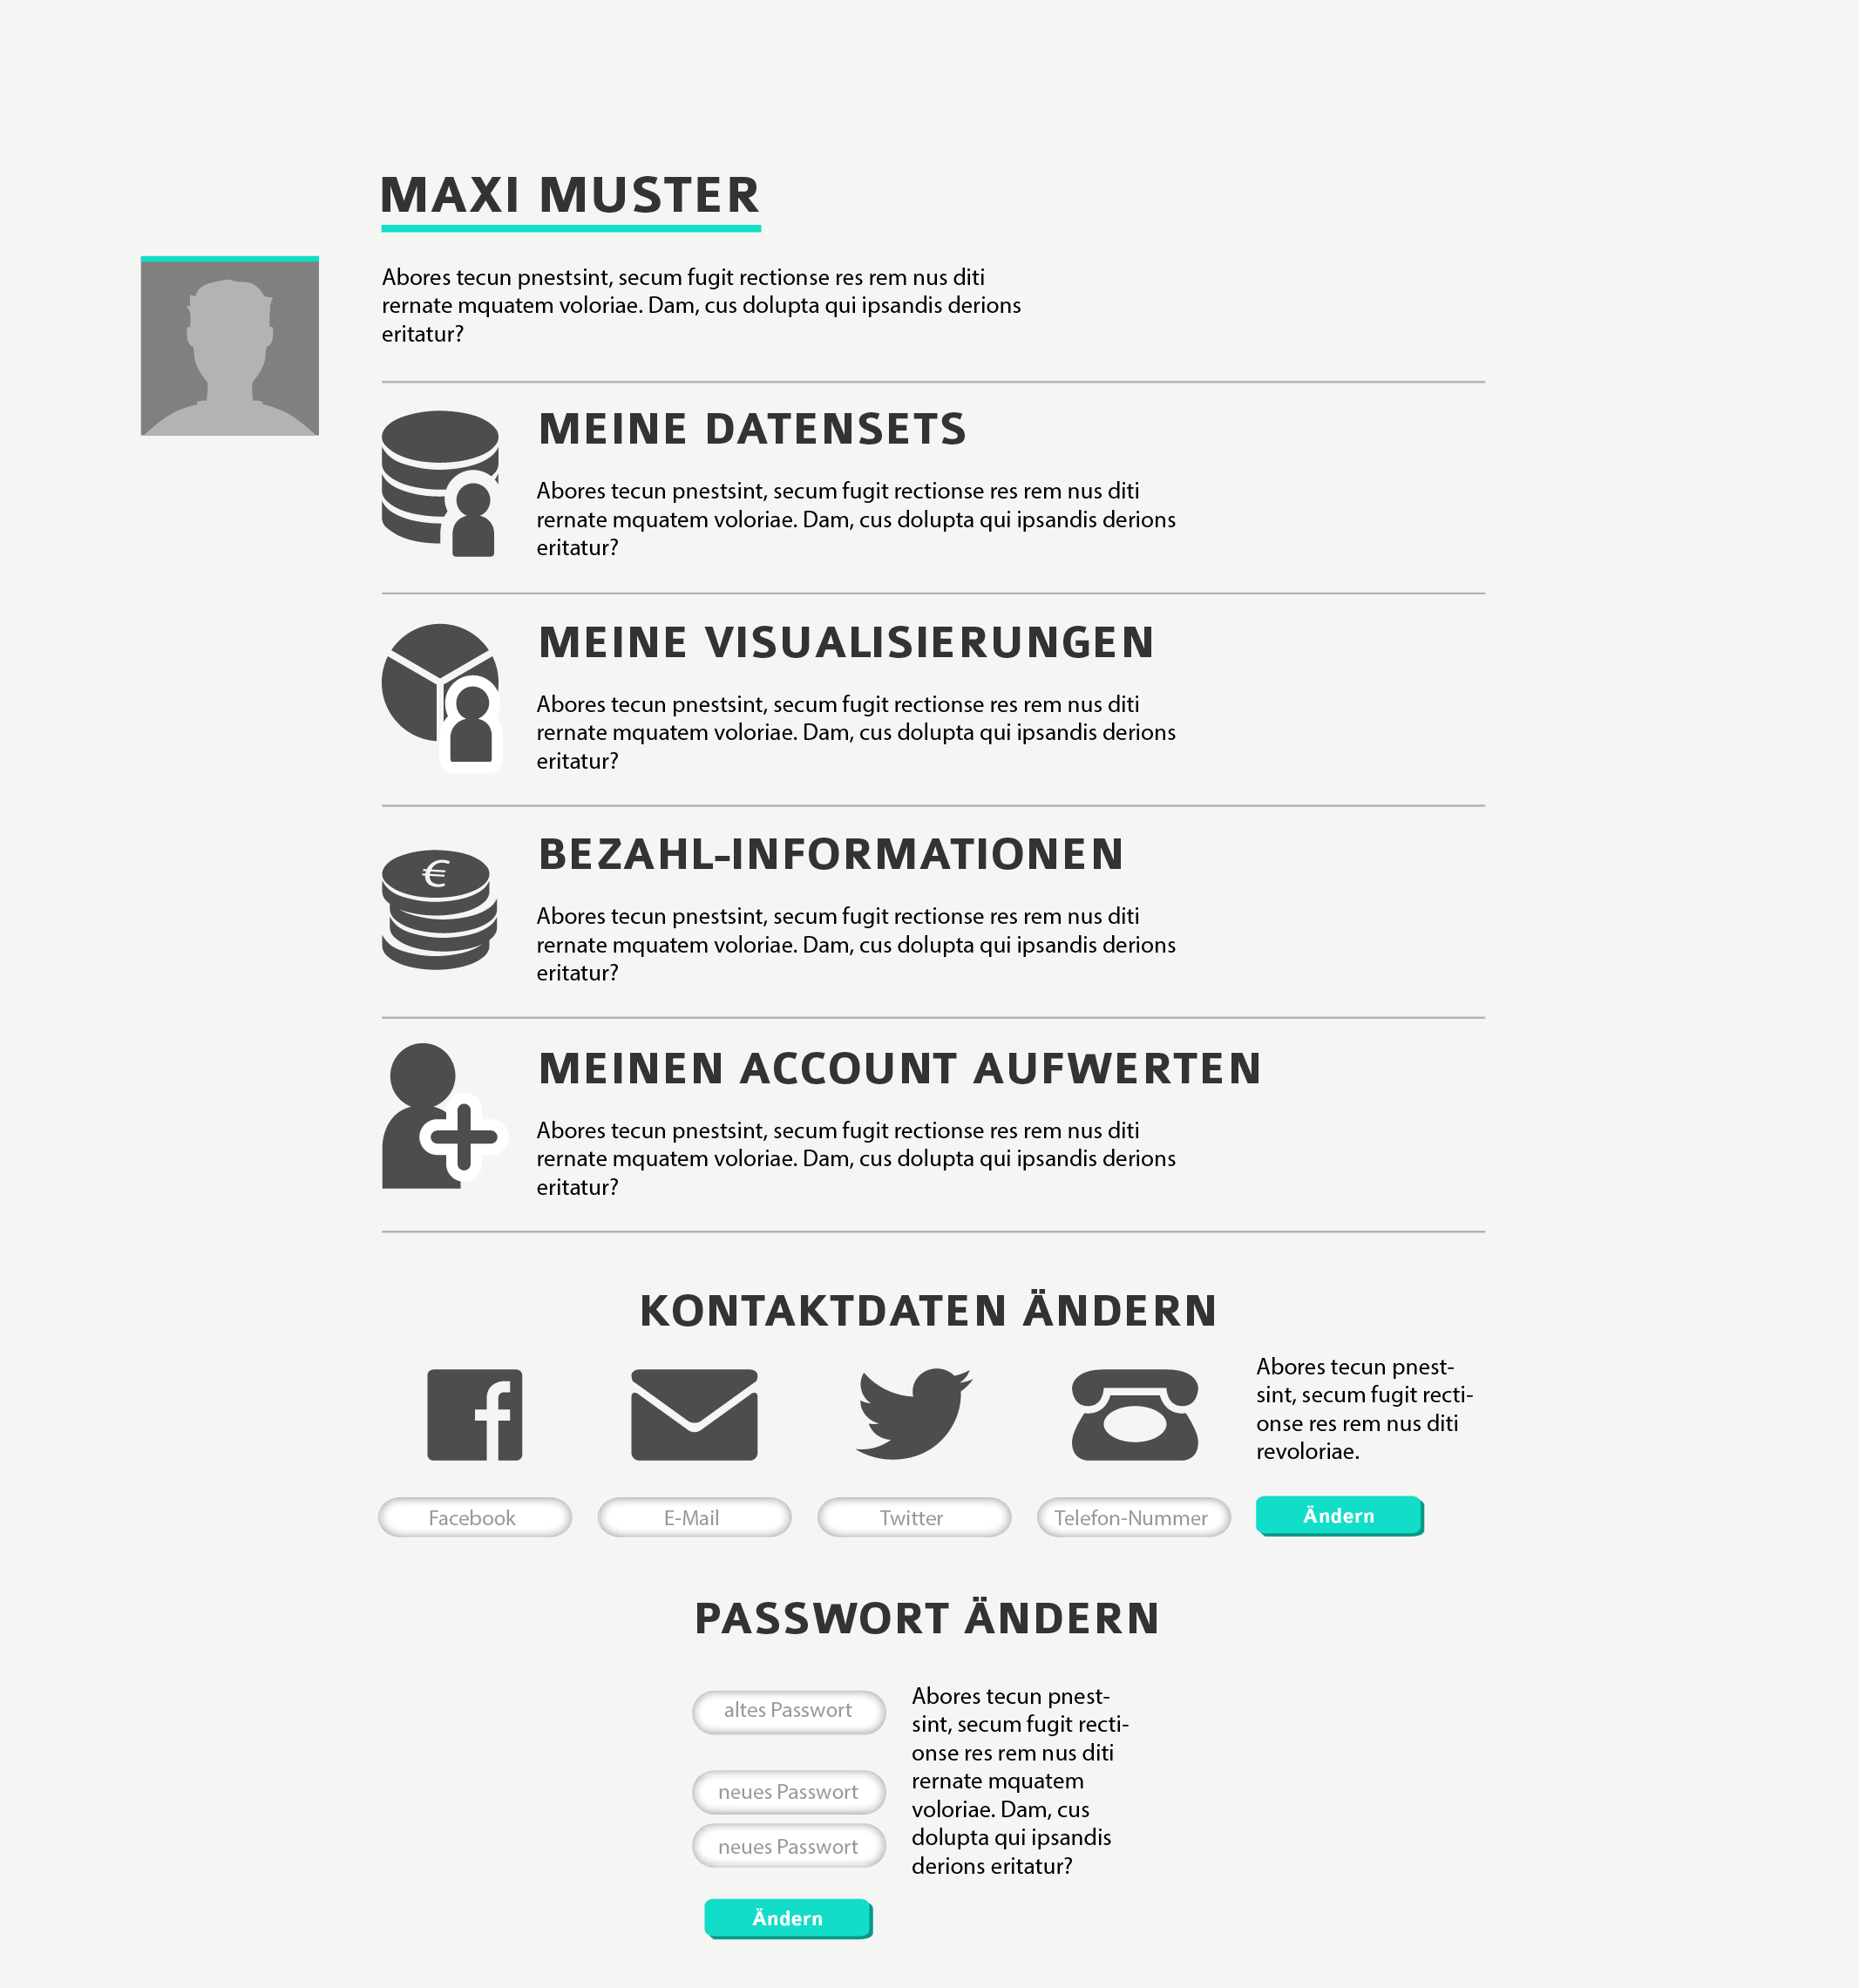 MAXI MUSTER
Abores tecun pnestsint, secum fugit rectionse res rem nus diti
rernate mquatem voloriae. Dam, cus dolupta qui ipsandis derions
eritatur?
MEINE DATENSETS
Abores tecun pnestsint, secum fugit rectionse res rem nus diti
rernate mquatem voloriae. Dam, cus dolupta qui ipsandis derions
eritatur?
MEINE VISUALISIERUNGEN
Abores tecun pnestsint, secum fugit rectionse res rem nus diti
rernate mquatem voloriae. Dam, cus dolupta qui ipsandis derions
eritatur?
€
BEZAHL-INFORMATIONEN
Abores tecun pnestsint, secum fugit rectionse res rem nus diti
rernate mquatem voloriae. Dam, cus dolupta qui ipsandis derions
eritatur?
MEINEN ACCOUNT AUFWERTEN
Abores tecun pnestsint, secum fugit rectionse res rem nus diti
rernate mquatem voloriae. Dam, cus dolupta qui ipsandis derions
eritatur?
KONTAKTDATEN ÄNDERN
f
Abores tecun pnest-
sint, secum fugit recti-
onse res rem nus diti
revoloriae.
Facebook
E-Mail
Twitter
Telefon-Nummer
Ändern
PASSWORT ÄNDERN
altes Passwort
neues Passwort
neues Passwort
Abores tecun pnest-
sint, secum fugit recti-
onse res rem nus diti
rernate mquatem
voloriae. Dam, cus
dolupta qui ipsandis
derions eritatur?
Ändern